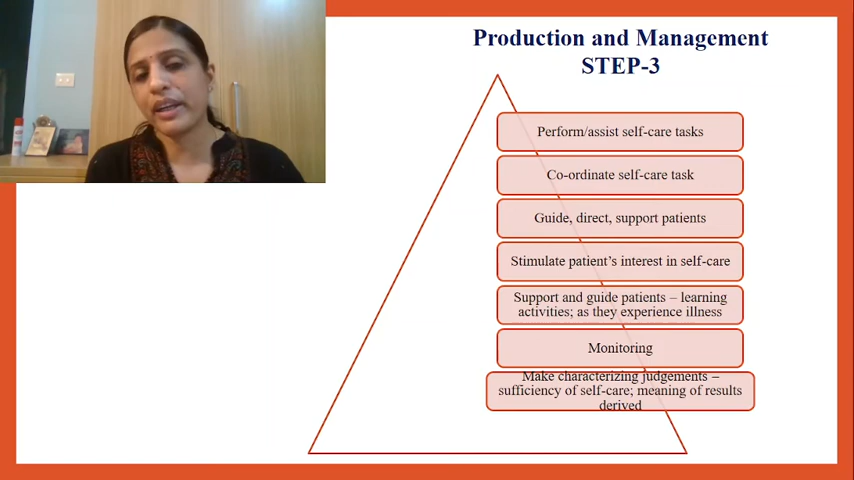 Production and Management
STEP-3
Perform/assist self-care tasks
Co-ordinate self-care task
Guide, direct, support patients
Stimulate patient’s interest in self-care
Support and guide patients – learning
activities; as they experience illness
Monitoring
Make characterizing judgements –
sufficiency of self-care; meaning of results
derived